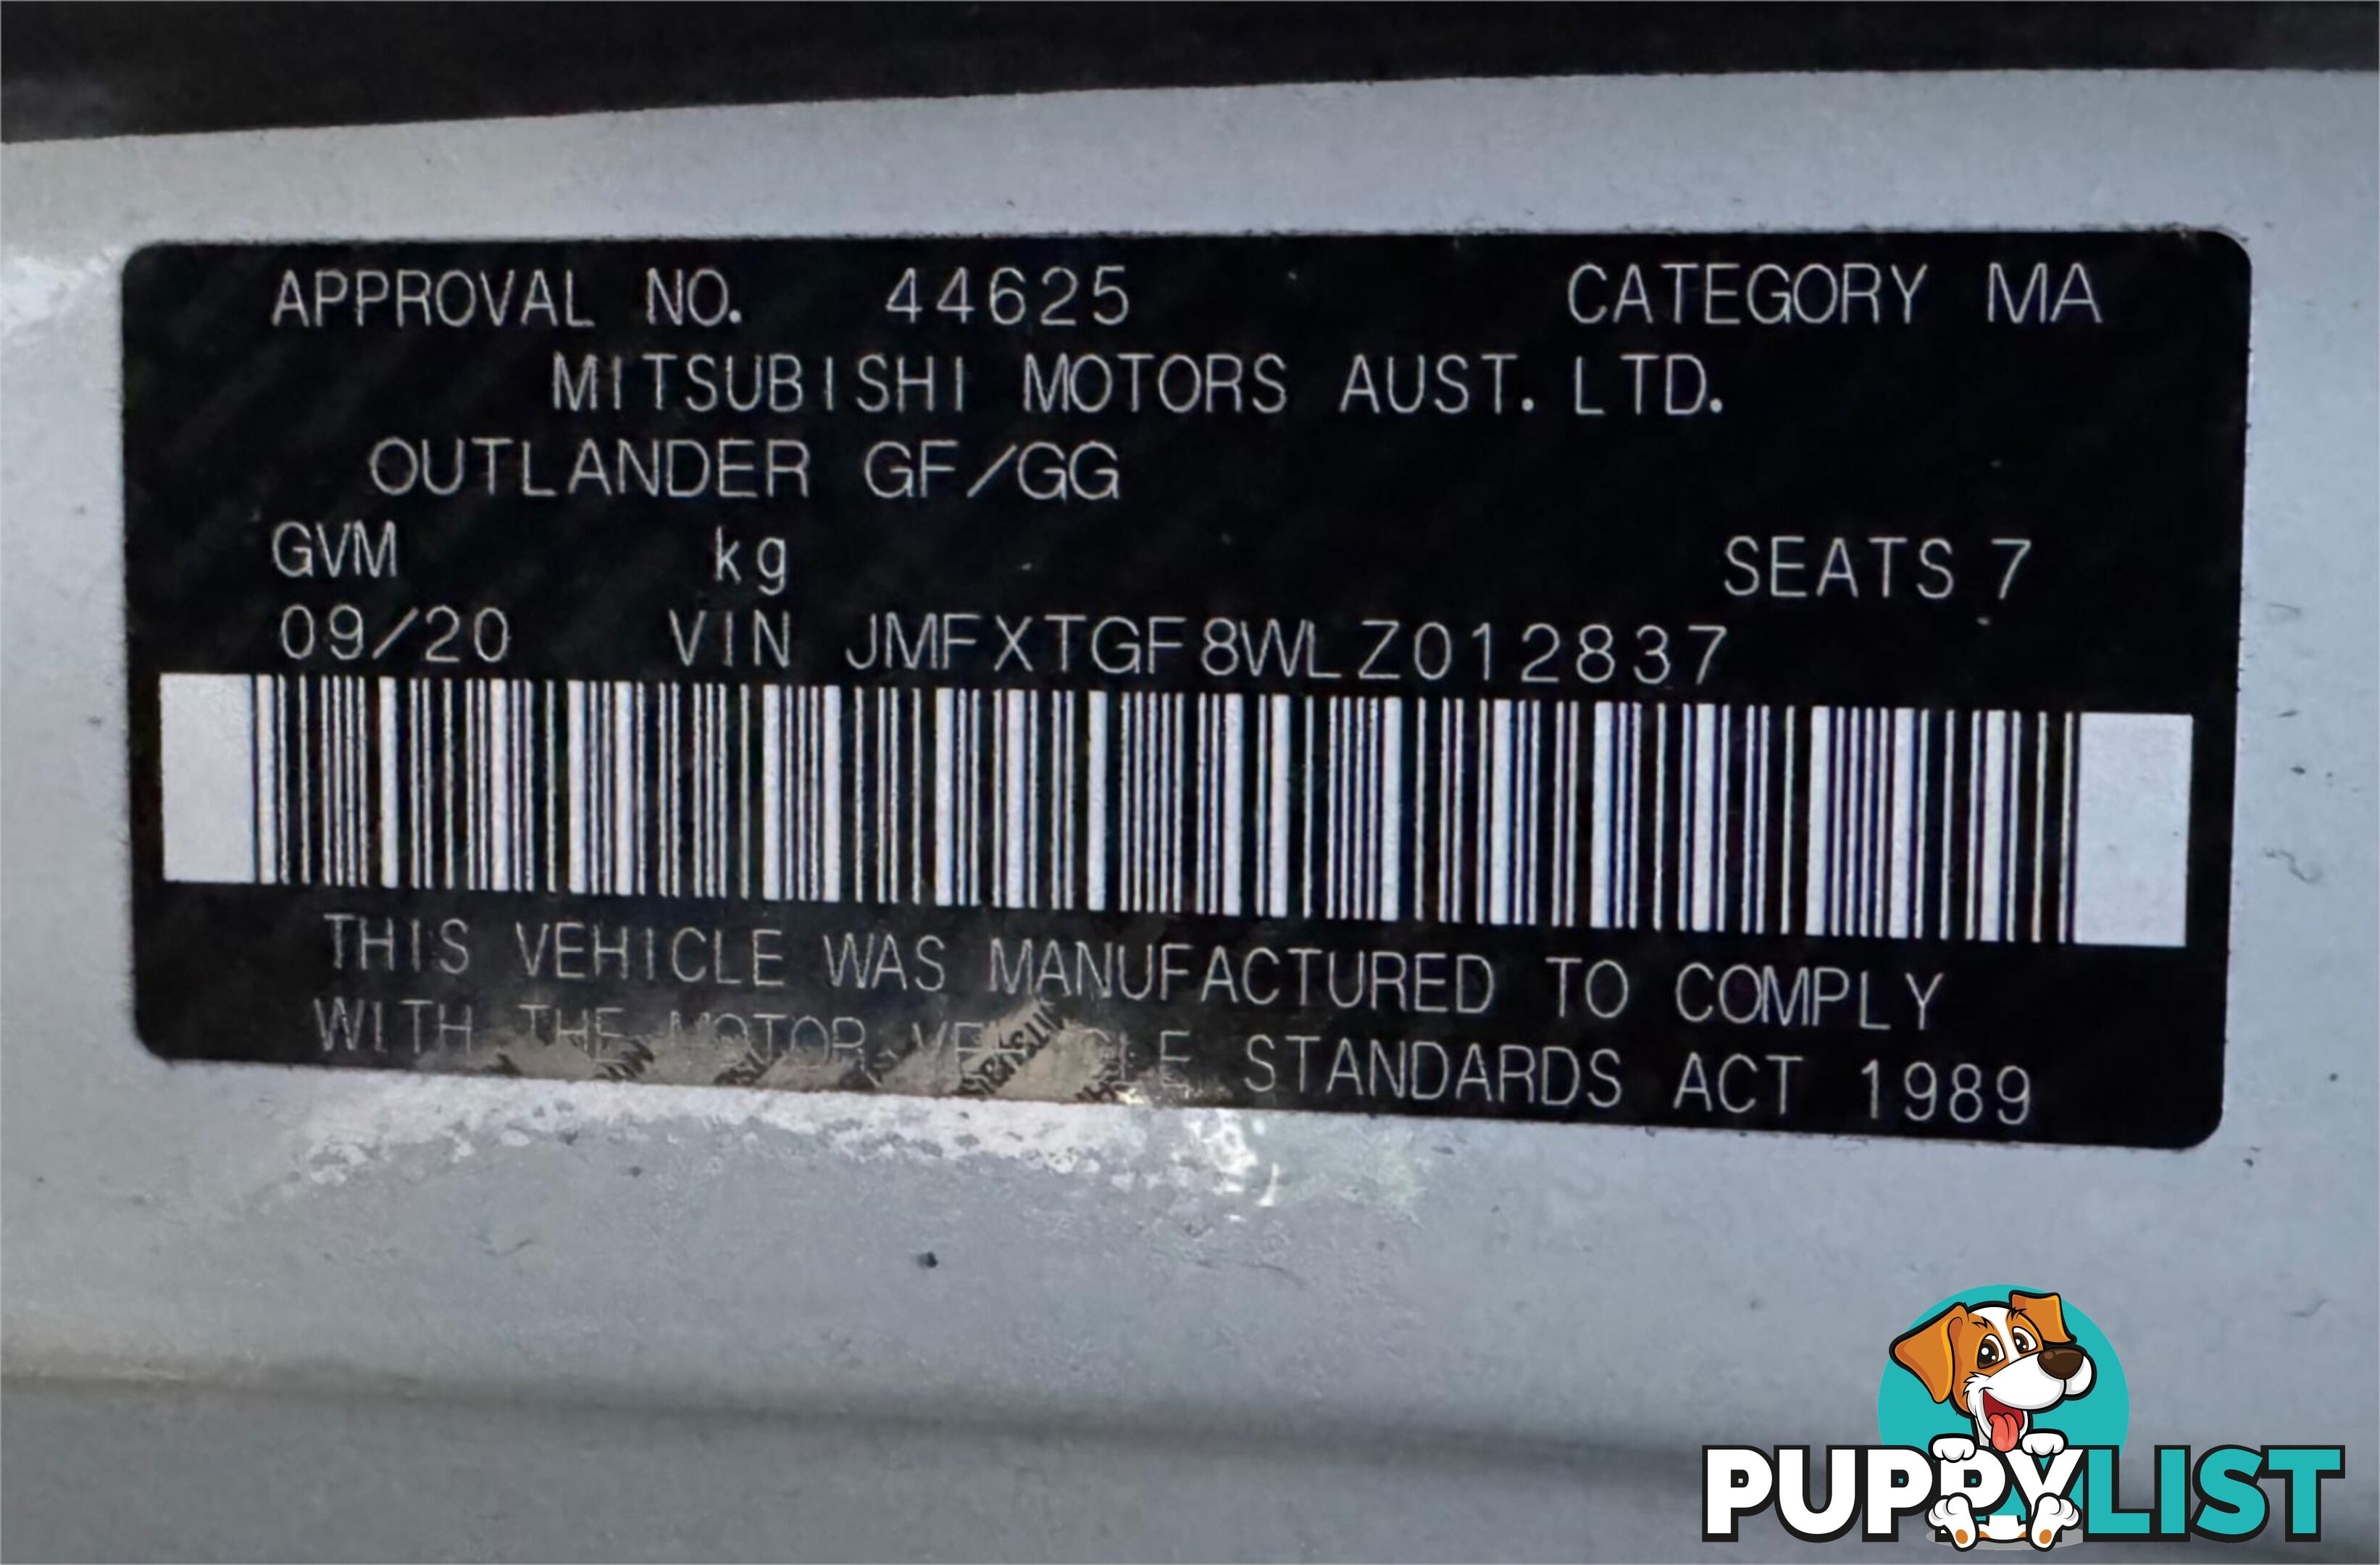 APPROVAL NO. 44625 CATEGORY MA
MITSUBISHI MOTORS AUST. LTD.
OUTLANDER GF/GG
GVM kg SEATS 7
09/20 VIN JMFXTGF8WLZ012837
THIS VEHICLE WAS MANUFACTURED TO COMPLY
WITH THE MOTOR VEHICLE STANDARDS ACT 1989
PUPPYLIST